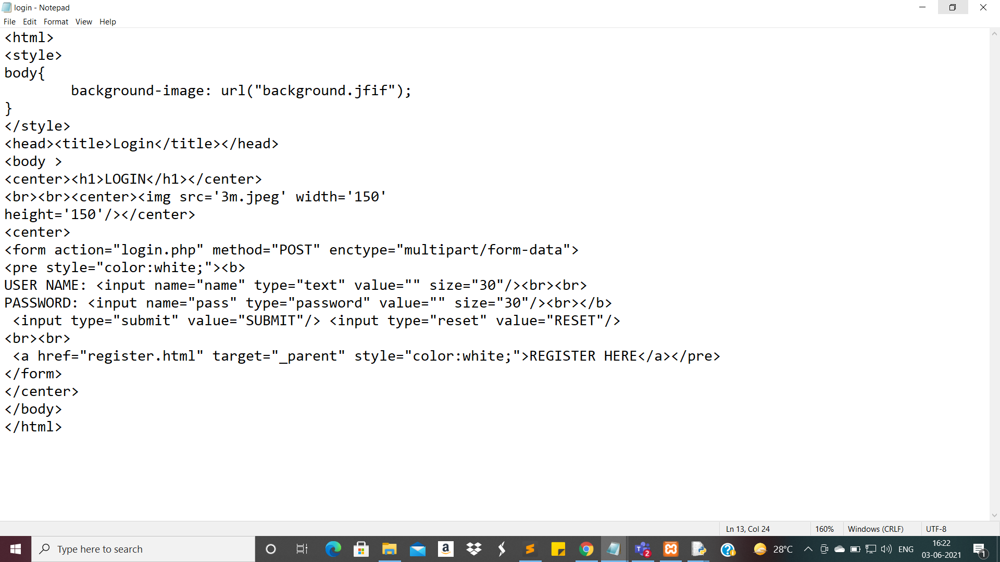 login - Notepad
File Edit Format View Help
<html>
<style>
body{
        background-image: url("background.jfif");
}
</style>
<head><title>Login</title></head>
<body >
<center><h1>LOGIN</h1></center>
<br><br><center><img src='3m.jpeg' width='150'
height='150'/></center>
<center>
<form action="login.php" method="POST" enctype="multipart/form-data">
<pre style="color:white;"><b>
USER NAME: <input name="name" type="text" value="" size="30"/><br><br>
PASSWORD: <input name="pass" type="password" value="" size="30"/><br></b>
 <input type="submit" value="SUBMIT"/> <input type="reset" value="RESET"/>
<br><br>
 <a href="register.html" target="_parent" style="color:white;">REGISTER HERE</a></pre>
</form>
</center>
</body>
</html>
Ln 13, Col 24 160% Windows (CRLF) UTF-8
Type here to search a T 2 28°C ENG 16:22 1
03-06-2021